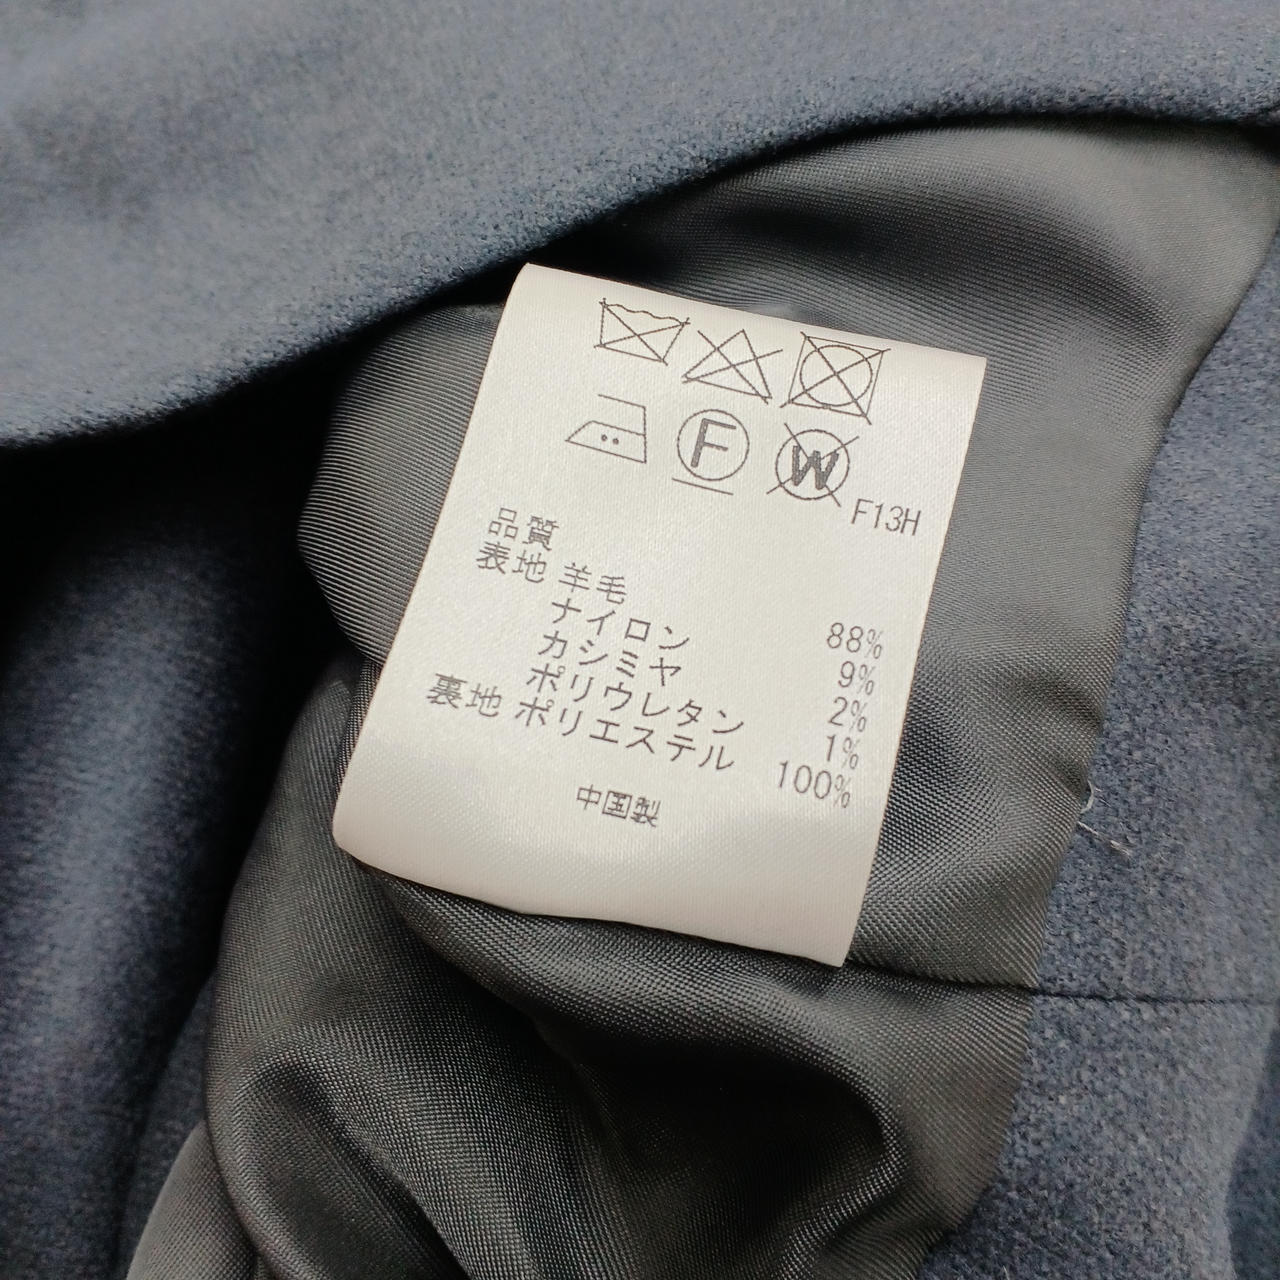 F
W
F13H
品質
表地 羊毛 88%
ナイロン 9%
カシミヤ 2%
ポリウレタン 1%
裏地 ポリエステル 100%
中国製